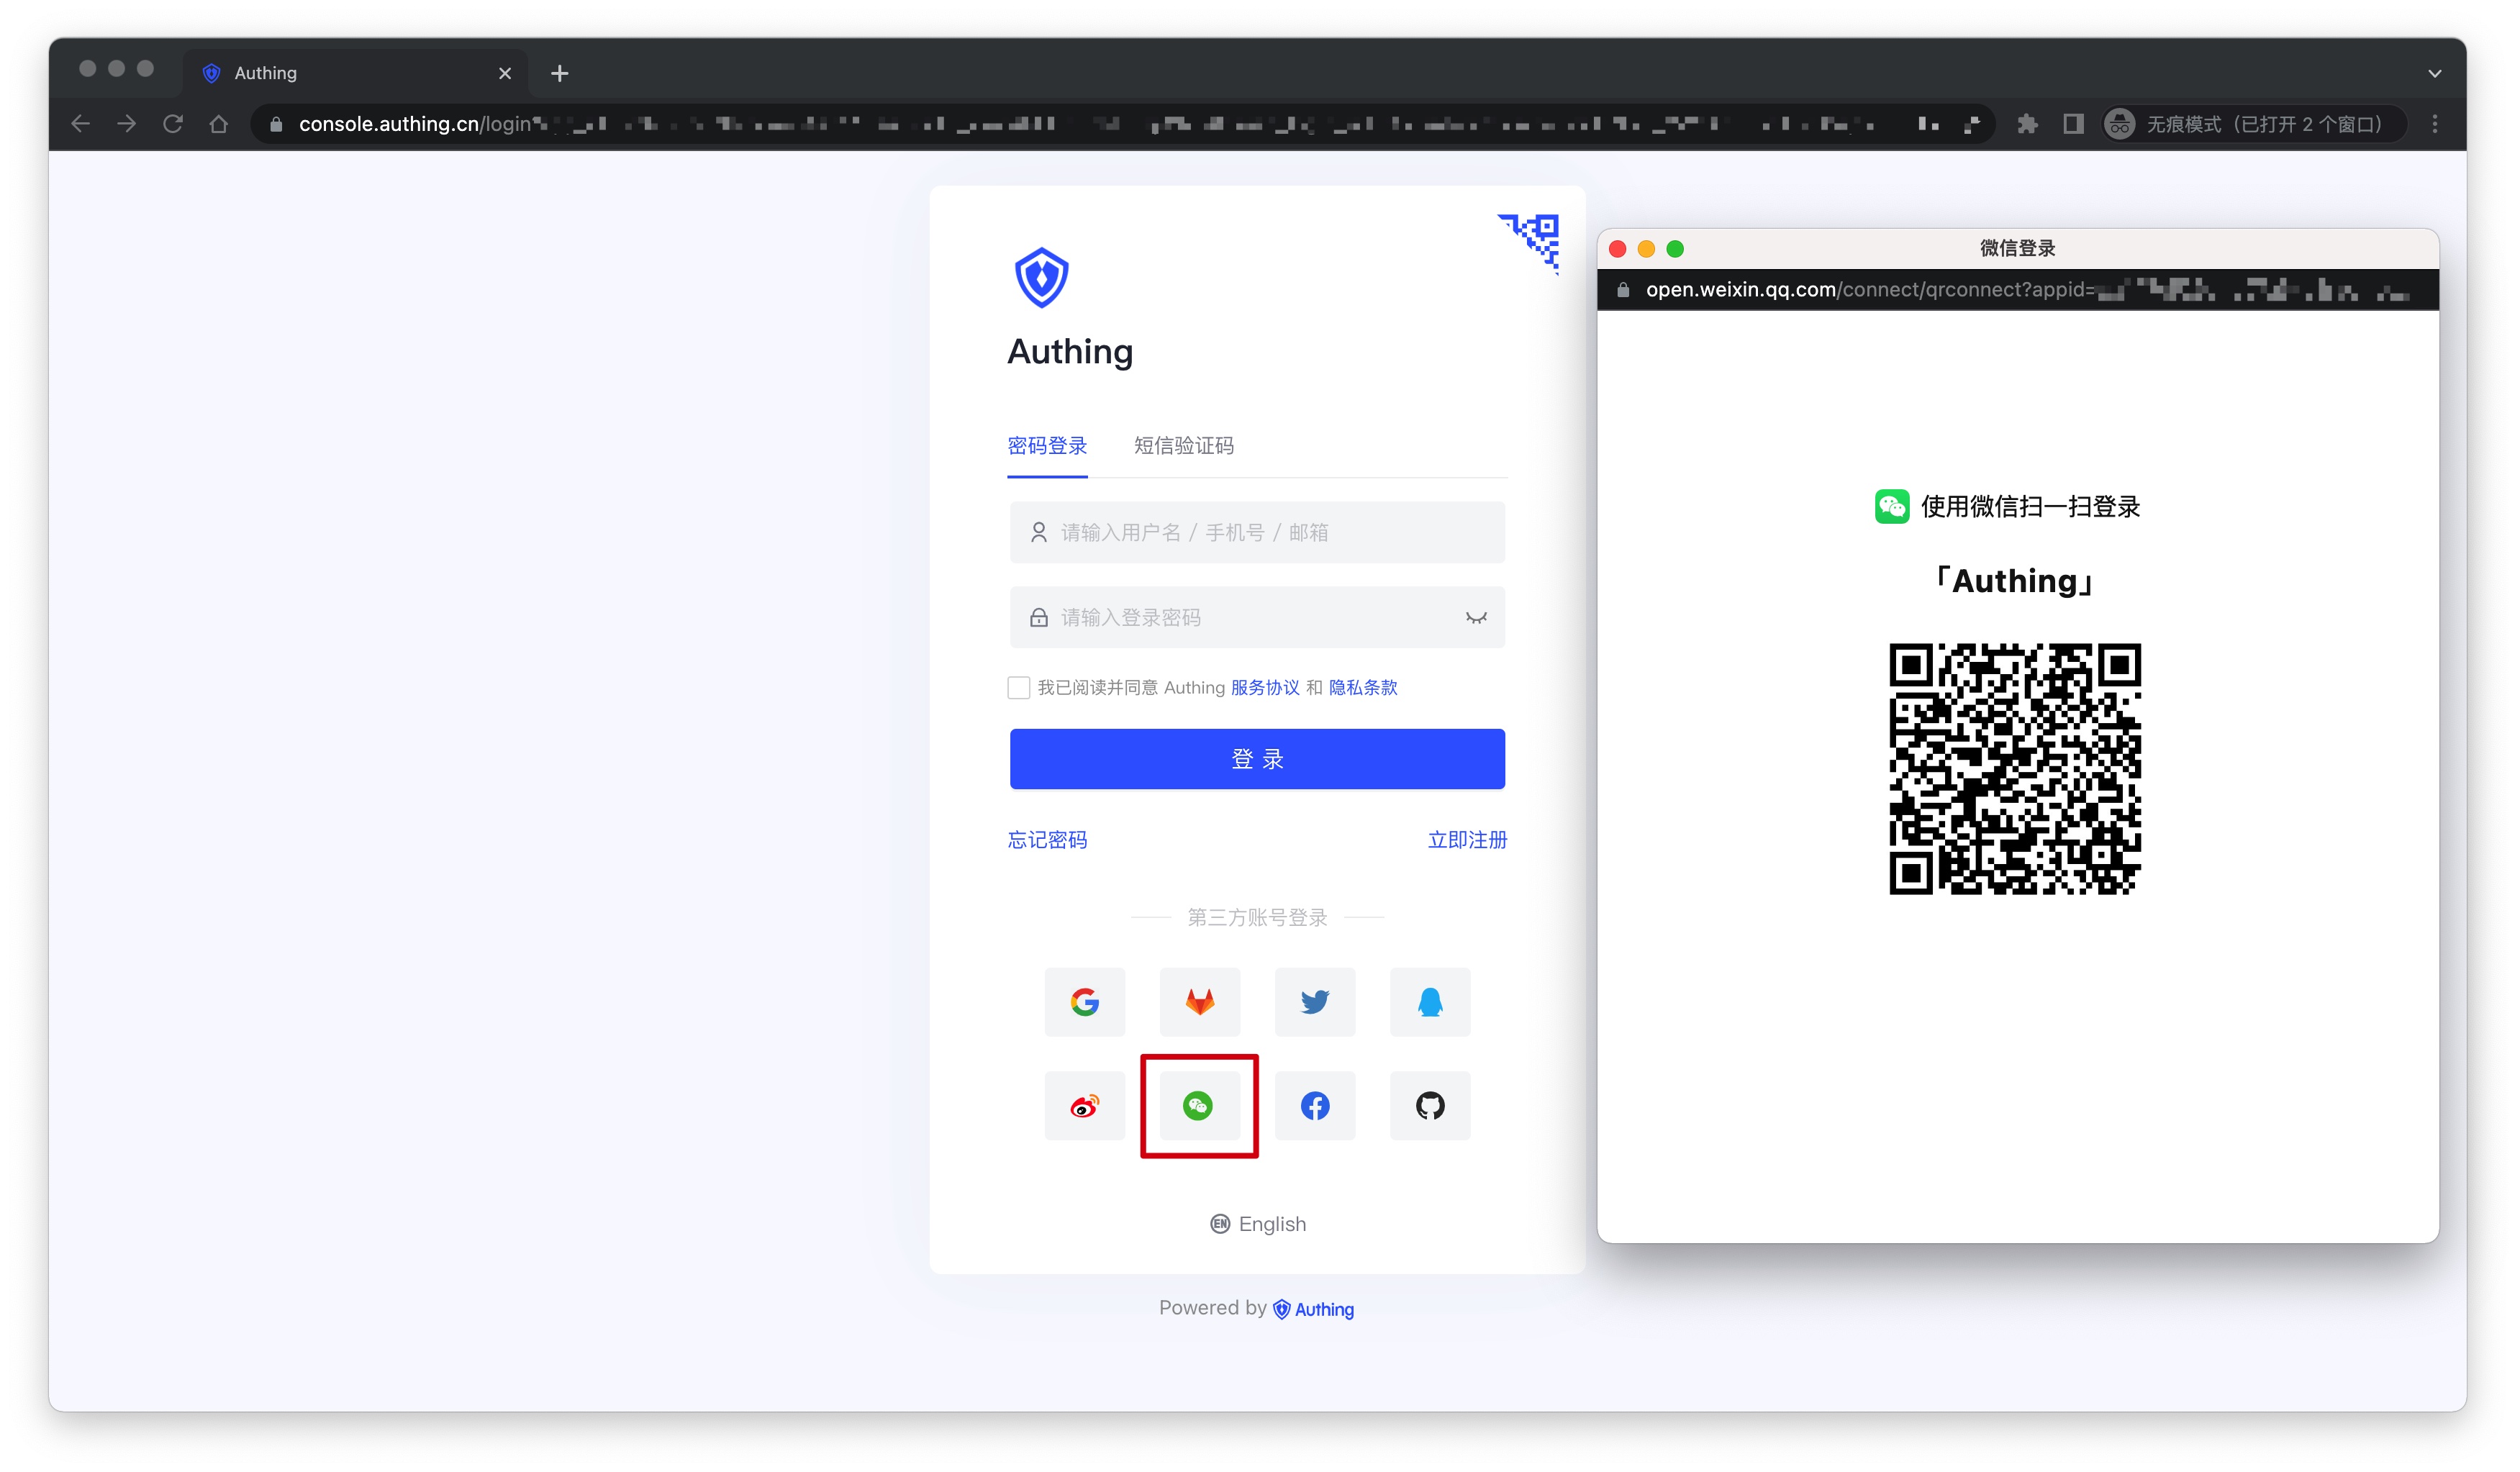 Authing
console.authing.cn/login
无痕模式（已打开 2 个窗口）
Authing
密码登录 短信验证码
请输入用户名 / 手机号 / 邮箱
请输入登录密码
我已阅读并同意 Authing 服务协议 和 隐私条款
登 录
忘记密码 立即注册
第三方账号登录
EN English
Powered by Authing
微信登录
open.weixin.qq.com/connect/qrconnect?appid=
使用微信扫一扫登录
「Authing」